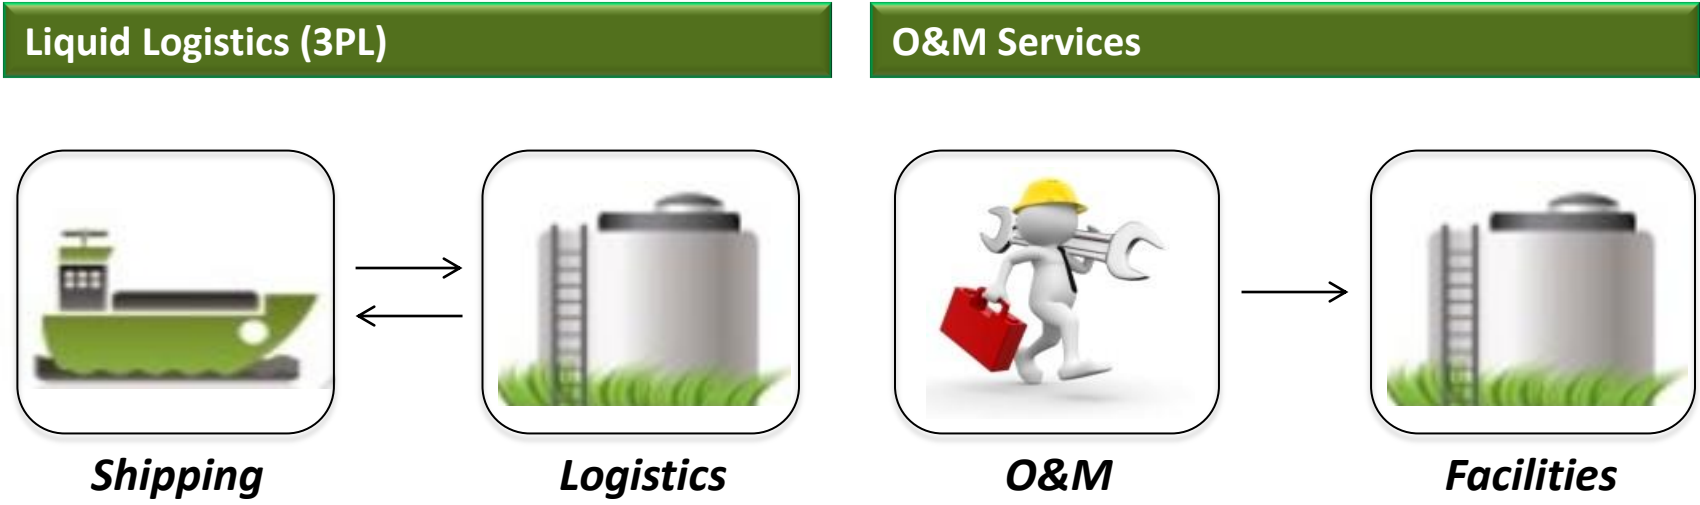 Liquid Logistics (3PL)
O&M Services
Shipping
Logistics
O&M
Facilities